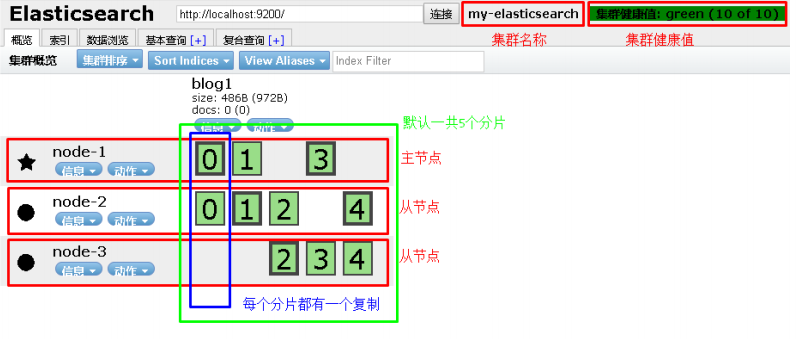 Elasticsearch http://localhost:9200/ 连接 my-elasticsearch 集群健康值: green (10 of 10)
集群名称 集群健康值
概览 索引 数据浏览 基本查询 [+] 复合查询 [+]
集群概览 集群排序 Sort Indices View Aliases Index Filter
blog1
size: 486B (972B)
docs: 0 (0)
信息 动作
默认一共5个分片
node-1 0 1 3 主节点
信息 动作
node-2 0 1 2 4 从节点
信息 动作
node-3 2 3 4 从节点
信息 动作
每个分片都有一个复制